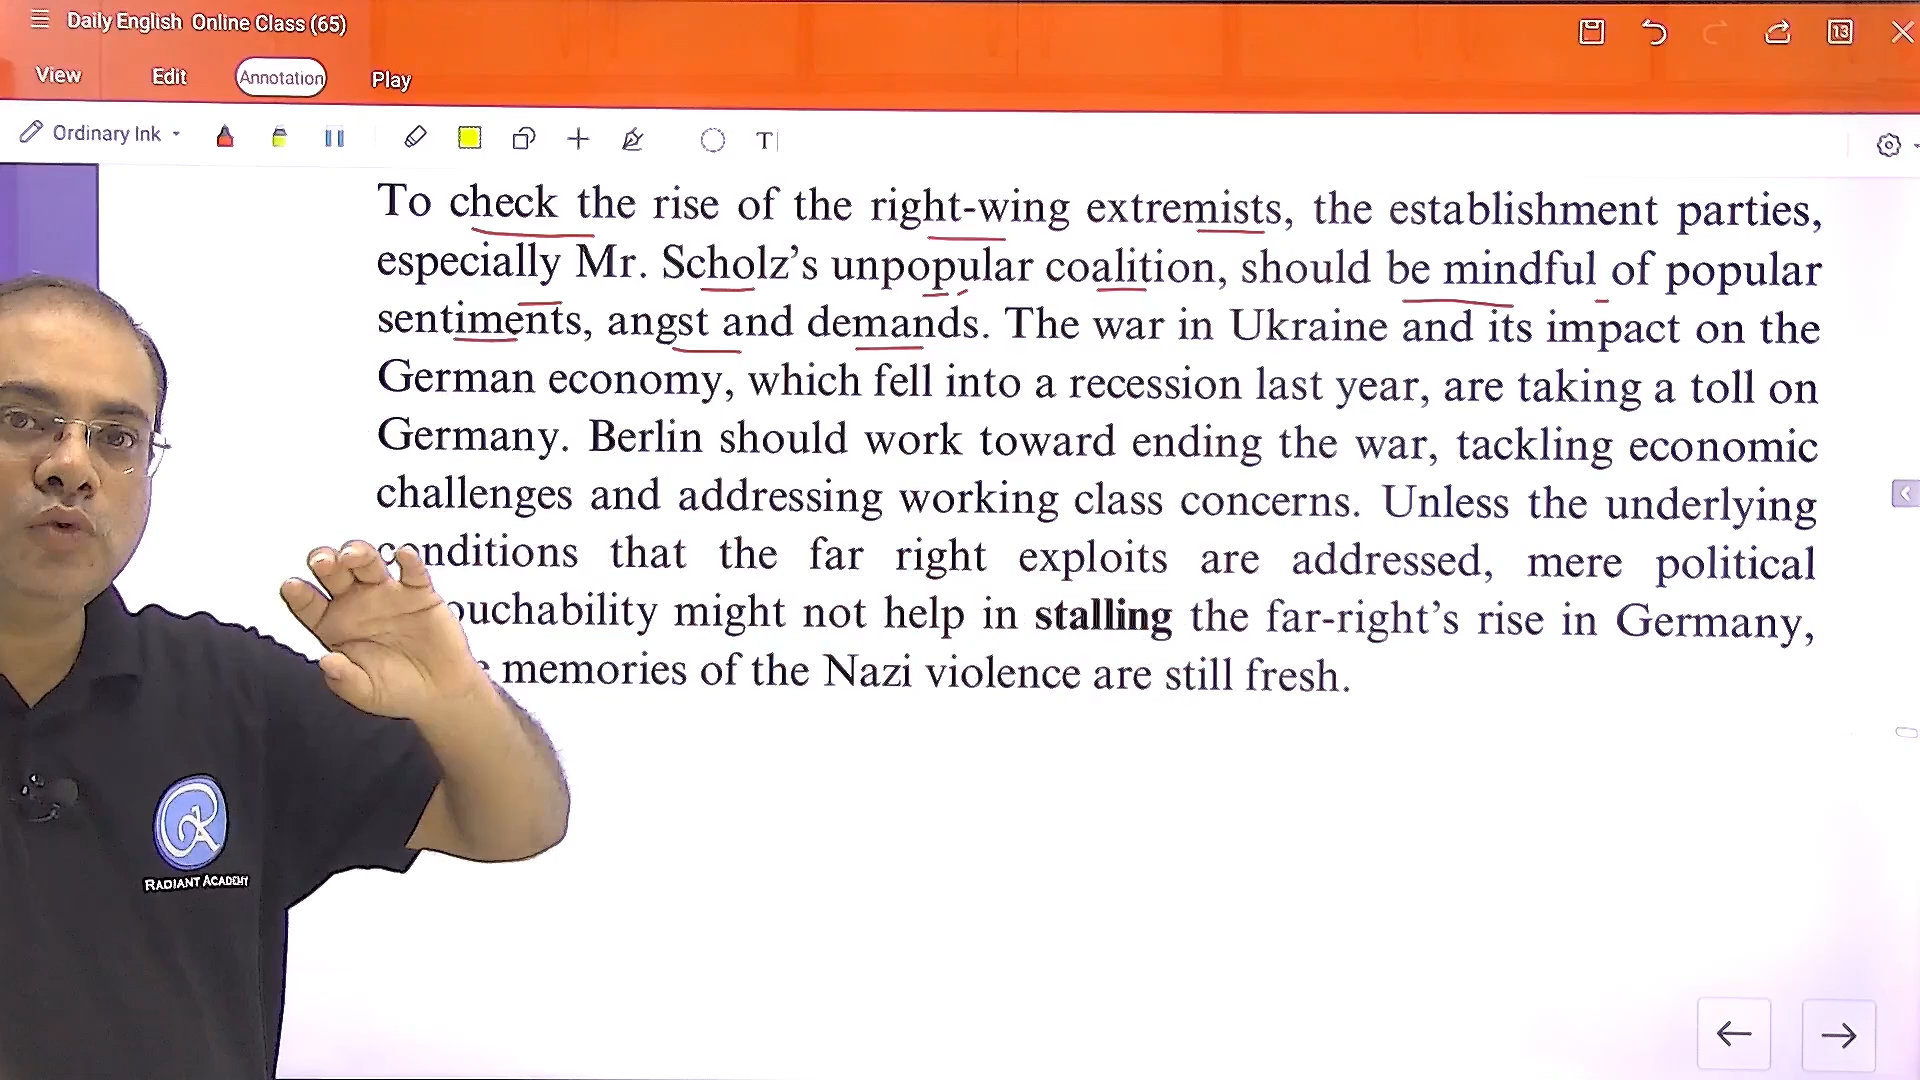 Daily English Online Class (65)
13
View Edit Annotation Play
Ordinary Ink
T
To check the rise of the right-wing extremists, the establishment parties,
especially Mr. Scholz’s unpopular coalition, should be mindful of popular
sentiments, angst and demands. The war in Ukraine and its impact on the
German economy, which fell into a recession last year, are taking a toll on
Germany. Berlin should work toward ending the war, tackling economic
challenges and addressing working class concerns. Unless the underlying
conditions that the far right exploits are addressed, mere political
ouchability might not help in stalling the far-right’s rise in Germany,
memories of the Nazi violence are still fresh.
RADIANT ACADEMY